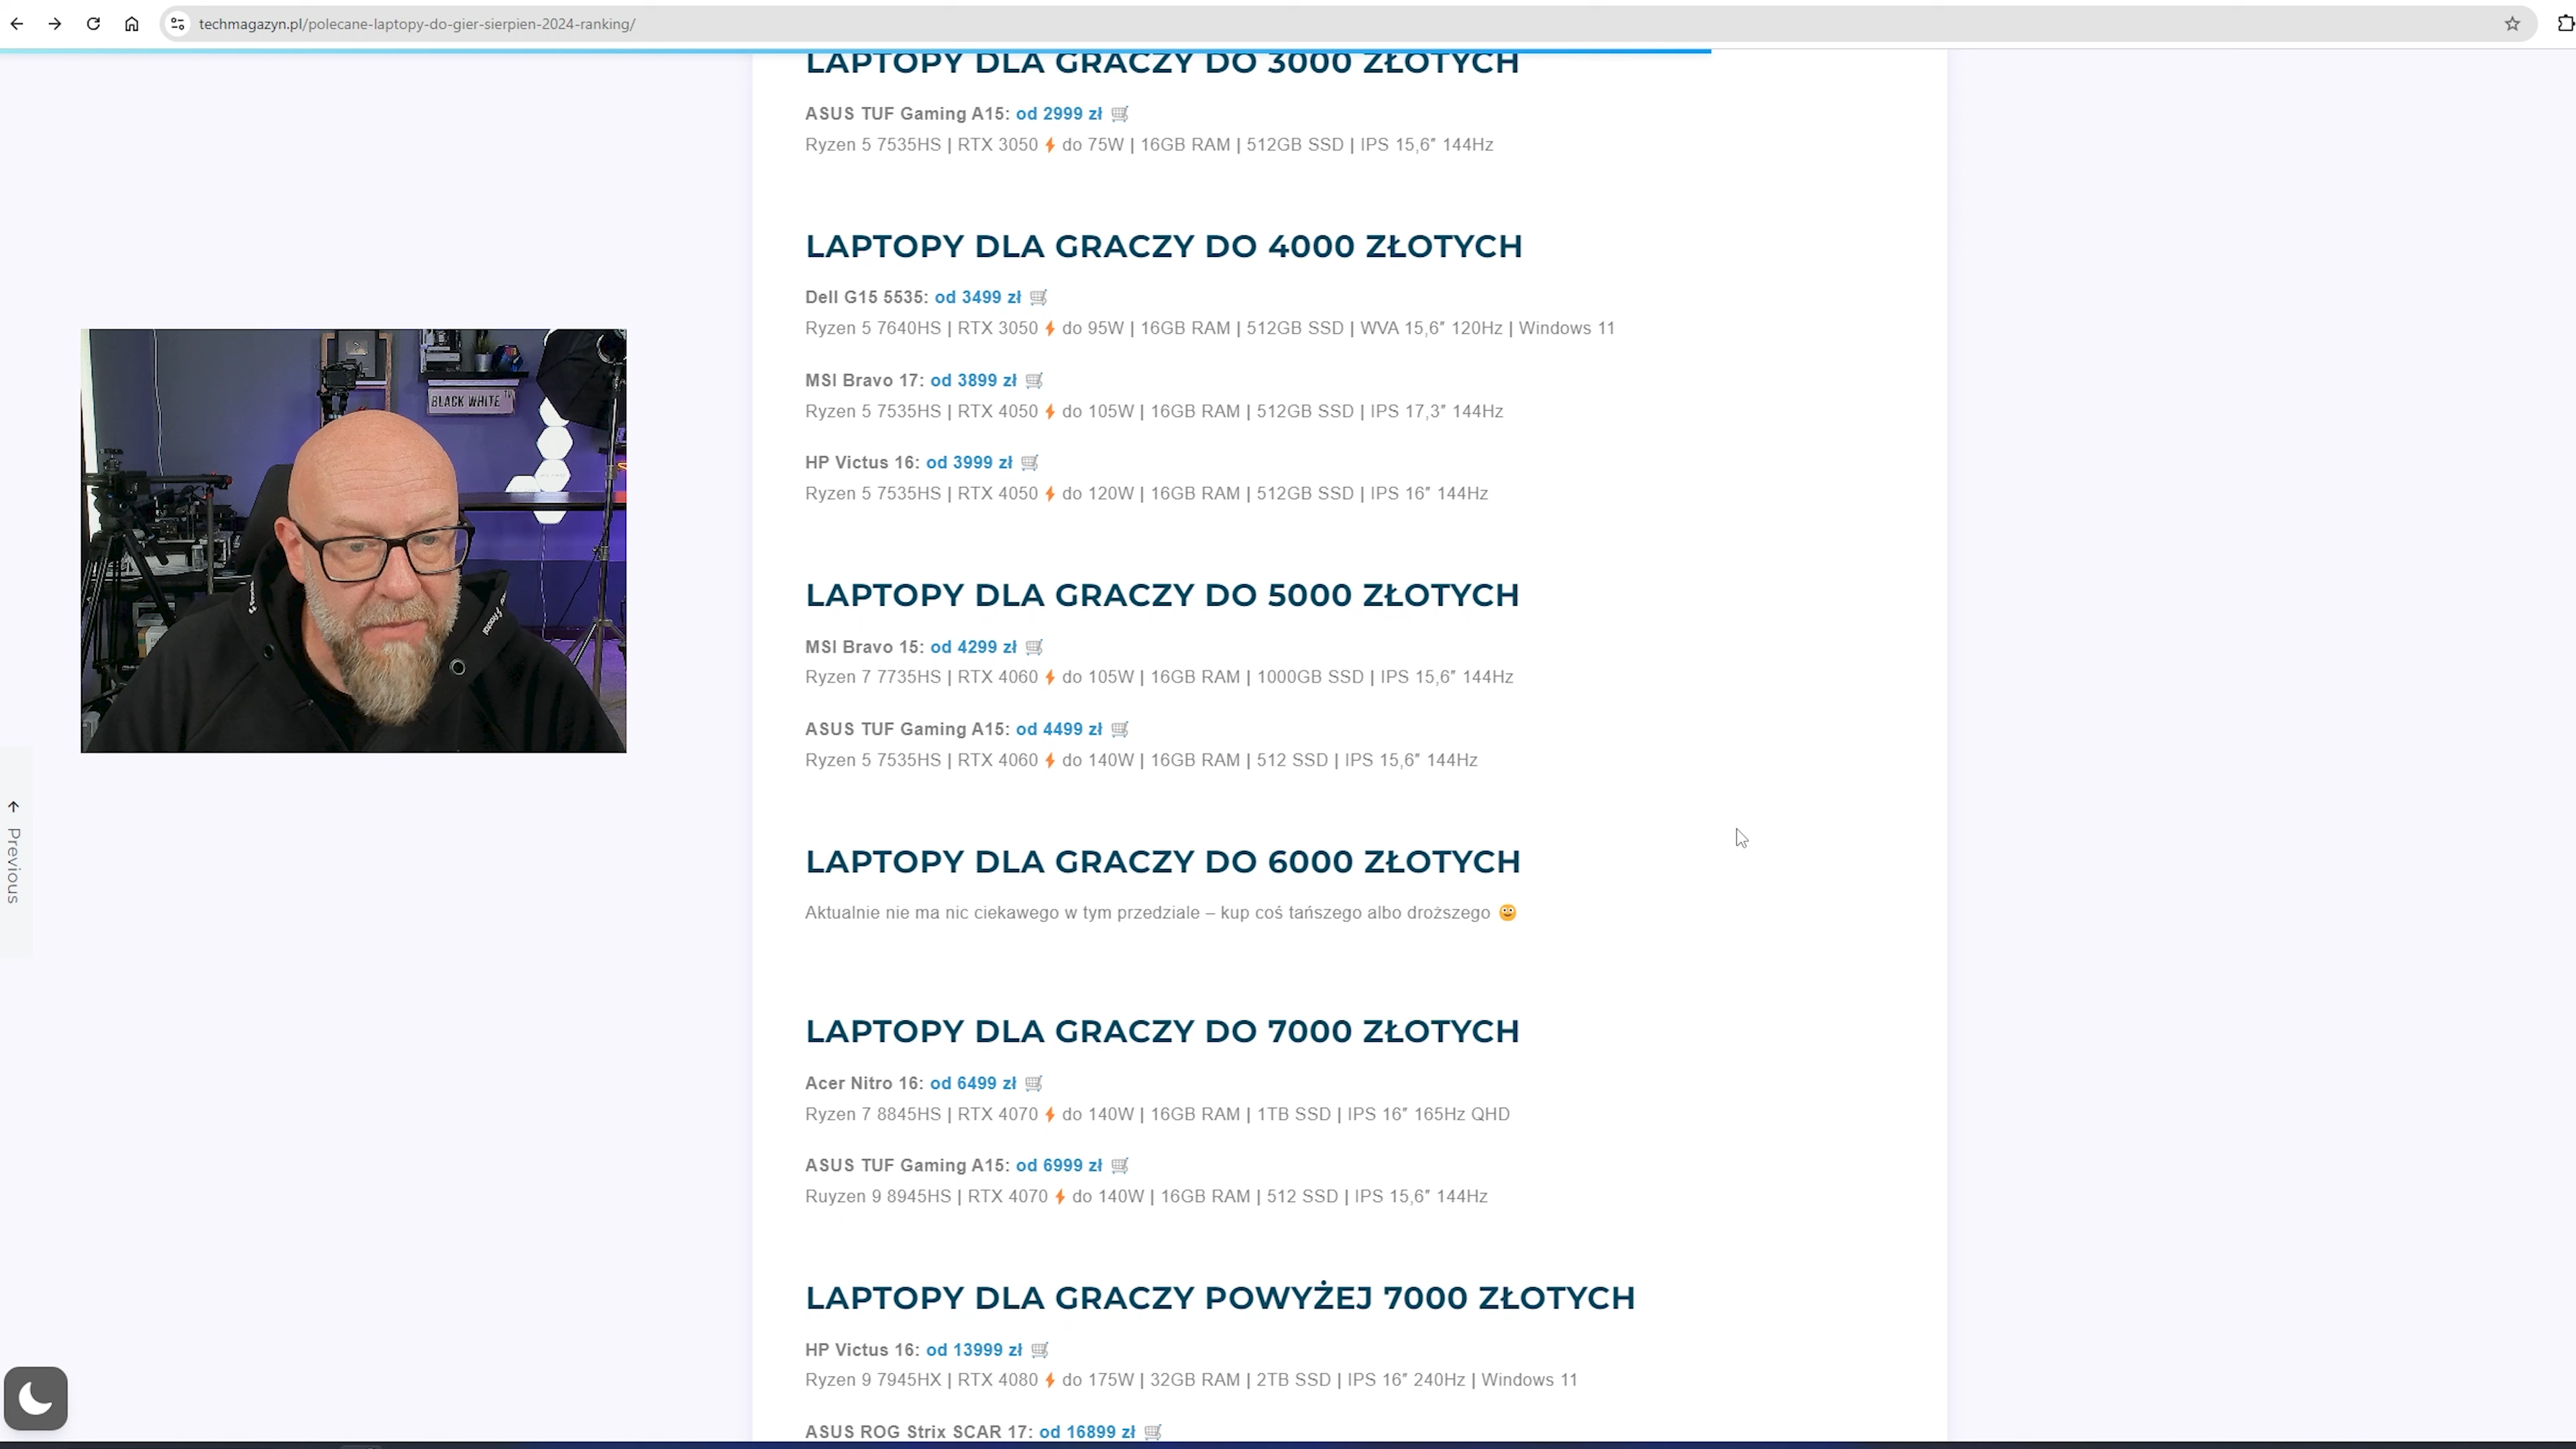 techmagazyn.pl/polecane-laptopy-do-gier-sierpien-2024-ranking/
LAPTOPY DLA GRACZY DO 3000 ZŁOTYCH
ASUS TUF Gaming A15: od 2999 zł 🛒
Ryzen 5 7535HS | RTX 3050⚡do 75W | 16GB RAM | 512GB SSD | IPS 15,6″ 144Hz
LAPTOPY DLA GRACZY DO 4000 ZŁOTYCH
Dell G15 5535: od 3499 zł 🛒
Ryzen 5 7640HS | RTX 3050⚡do 95W | 16GB RAM | 512GB SSD | WVA 15,6″ 120Hz | Windows 11
MSI Bravo 17: od 3899 zł 🛒
Ryzen 5 7535HS | RTX 4050⚡do 105W | 16GB RAM | 512GB SSD | IPS 17,3″ 144Hz
HP Victus 16: od 3999 zł 🛒
Ryzen 5 7535HS | RTX 4050⚡do 120W | 16GB RAM | 512GB SSD | IPS 16″ 144Hz
BLACK WHITE
LAPTOPY DLA GRACZY DO 5000 ZŁOTYCH
MSI Bravo 15: od 4299 zł 🛒
Ryzen 7 7735HS | RTX 4060⚡do 105W | 16GB RAM | 1000GB SSD | IPS 15,6″ 144Hz
ASUS TUF Gaming A15: od 4499 zł 🛒
Ryzen 5 7535HS | RTX 4060⚡do 140W | 16GB RAM | 512 SSD | IPS 15,6″ 144Hz
Previous
LAPTOPY DLA GRACZY DO 6000 ZŁOTYCH
Aktualnie nie ma nic ciekawego w tym przedziale – kup coś tańszego albo droższego 🙂
LAPTOPY DLA GRACZY DO 7000 ZŁOTYCH
Acer Nitro 16: od 6499 zł 🛒
Ryzen 7 8845HS | RTX 4070⚡do 140W | 16GB RAM | 1TB SSD | IPS 16″ 165Hz QHD
ASUS TUF Gaming A15: od 6999 zł 🛒
Ruyzen 9 8945HS | RTX 4070⚡do 140W | 16GB RAM | 512 SSD | IPS 15,6″ 144Hz
LAPTOPY DLA GRACZY POWYŻEJ 7000 ZŁOTYCH
HP Victus 16: od 13999 zł 🛒
Ryzen 9 7945HX | RTX 4080⚡do 175W | 32GB RAM | 2TB SSD | IPS 16″ 240Hz | Windows 11
ASUS ROG Strix SCAR 17: od 16899 zł 🛒